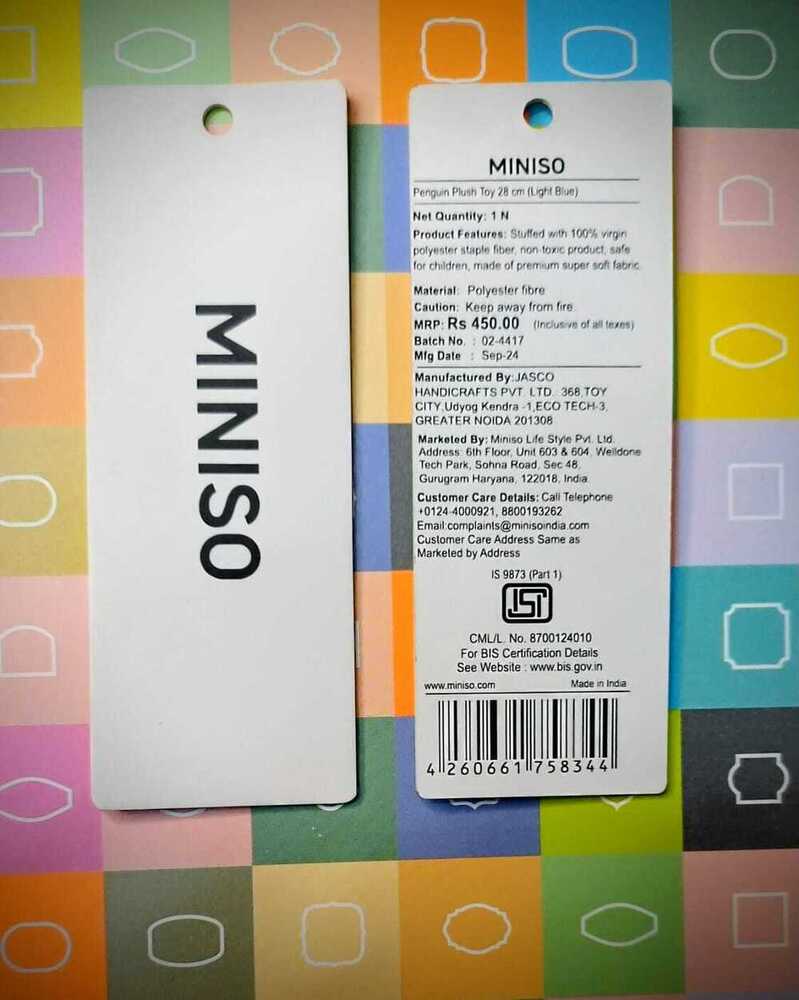 MINISO
MINISO
Penguin Plush Toy 28 cm (Light Blue)
Net Quantity: 1 N
Product Features: Stuffed with 100% virgin
polyester staple fiber, non-toxic product, safe
for children, made of premium super soft fabric.
Material: Polyester fibre
Caution: Keep away from fire.
MRP: Rs 450.00 (Inclusive of all texes)
Batch No. : 02-4417
Mfg Date : Sep-24
Manufactured By:JASCO
HANDICRAFTS PVT. LTD. 368,TOY
CITY,Udyog Kendra -1,ECO TECH-3,
GREATER NOIDA 201308
Marketed By: Miniso Life Style Pvt. Ltd.
Address: 6th Floor, Unit 603 & 604, Welldone
Tech Park, Sohna Road, Sec 48,
Gurugram Haryana, 122018, India.
Customer Care Details: Call Telephone
+0124-4000921, 8800193262
Email:complaints@minisoindia.com
Customer Care Address Same as
Marketed by Address
IS 9873 (Part 1)
ISI
CML/L. No. 8700124010
For BIS Certification Details
See Website : www.bis.gov.in
www.miniso.com Made in India
4 260661 758344